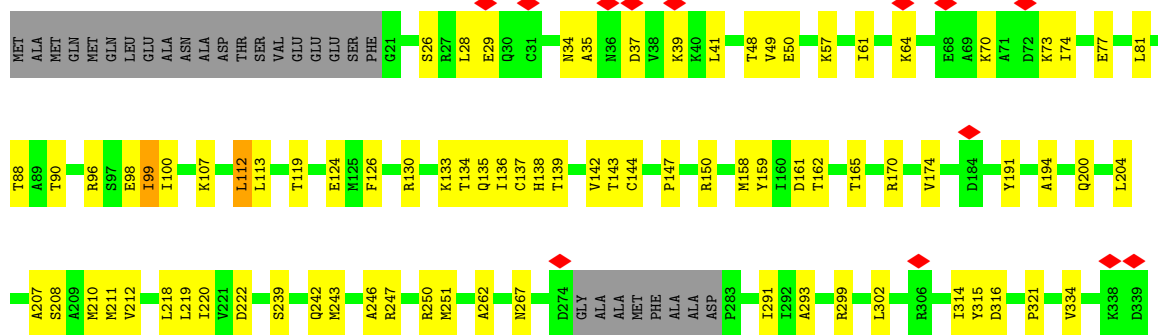 MET ALA MET GLN MET GLN LEU GLU ALA ASN ALA ASP THR SER VAL GLU GLU GLU SER PHE G21 S26 R27 L28 E29 Q30 C31 N34 A35 N36 D37 V38 K39 K40 L41 T48 V49 E50 K57 I61 K64 E68 A69 K70 A71 D72 K73 I74 E77 L81
T88 A89 T90 R96 S97 E98 I99 I100 K107 L112 L113 T119 E124 M125 F126 R130 K133 T134 Q135 I136 C137 H138 T139 V142 T143 C144 P147 R150 M158 Y159 I160 D161 T162 T165 R170 V174 D184 Y191 A194 Q200 L204
A207 S208 A209 M210 M211 V212 L218 L219 I220 V221 D222 S239 Q242 M243 A246 R247 R250 M251 A262 N267 D274 GLY ALA ALA MET PHE ALA ALA ASP P283 I291 I292 A293 R299 L302 R306 I314 Y315 D316 P321 V334 K338 D339